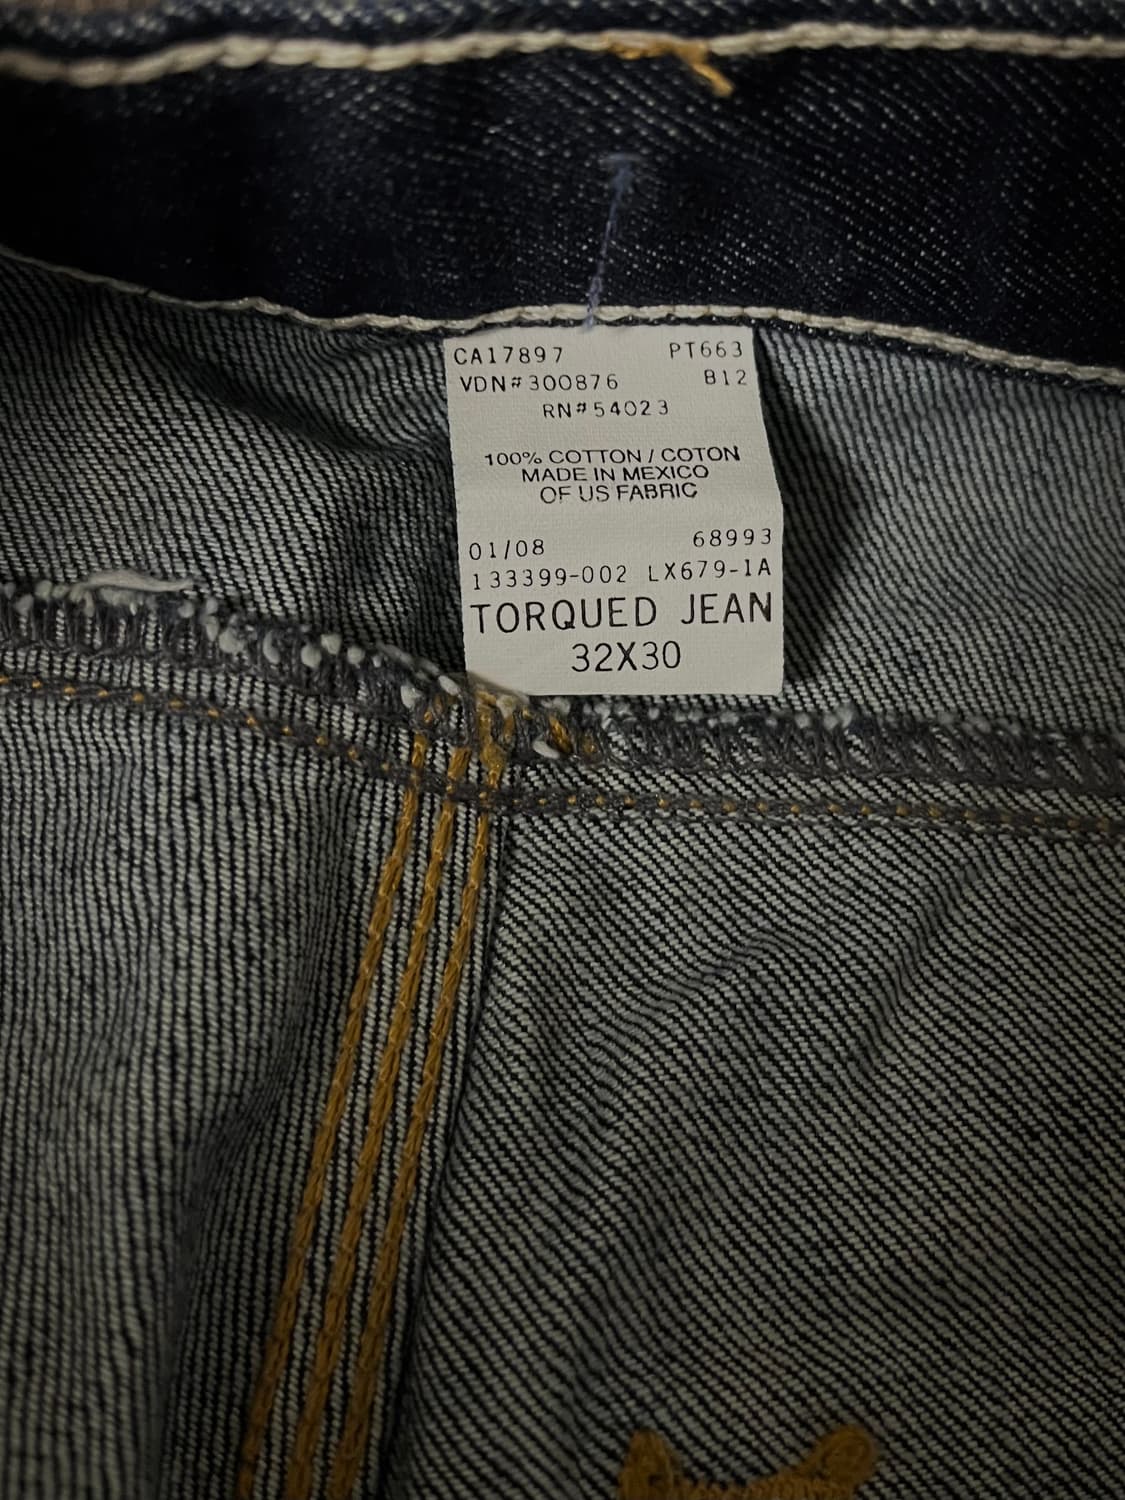 CA17897 PT663
VDN#300876 B12
RN#54023
100% COTTON / COTON
MADE IN MEXICO
OF US FABRIC
01/08 68993
133399-002 LX679-1A
TORQUED JEAN
32X30